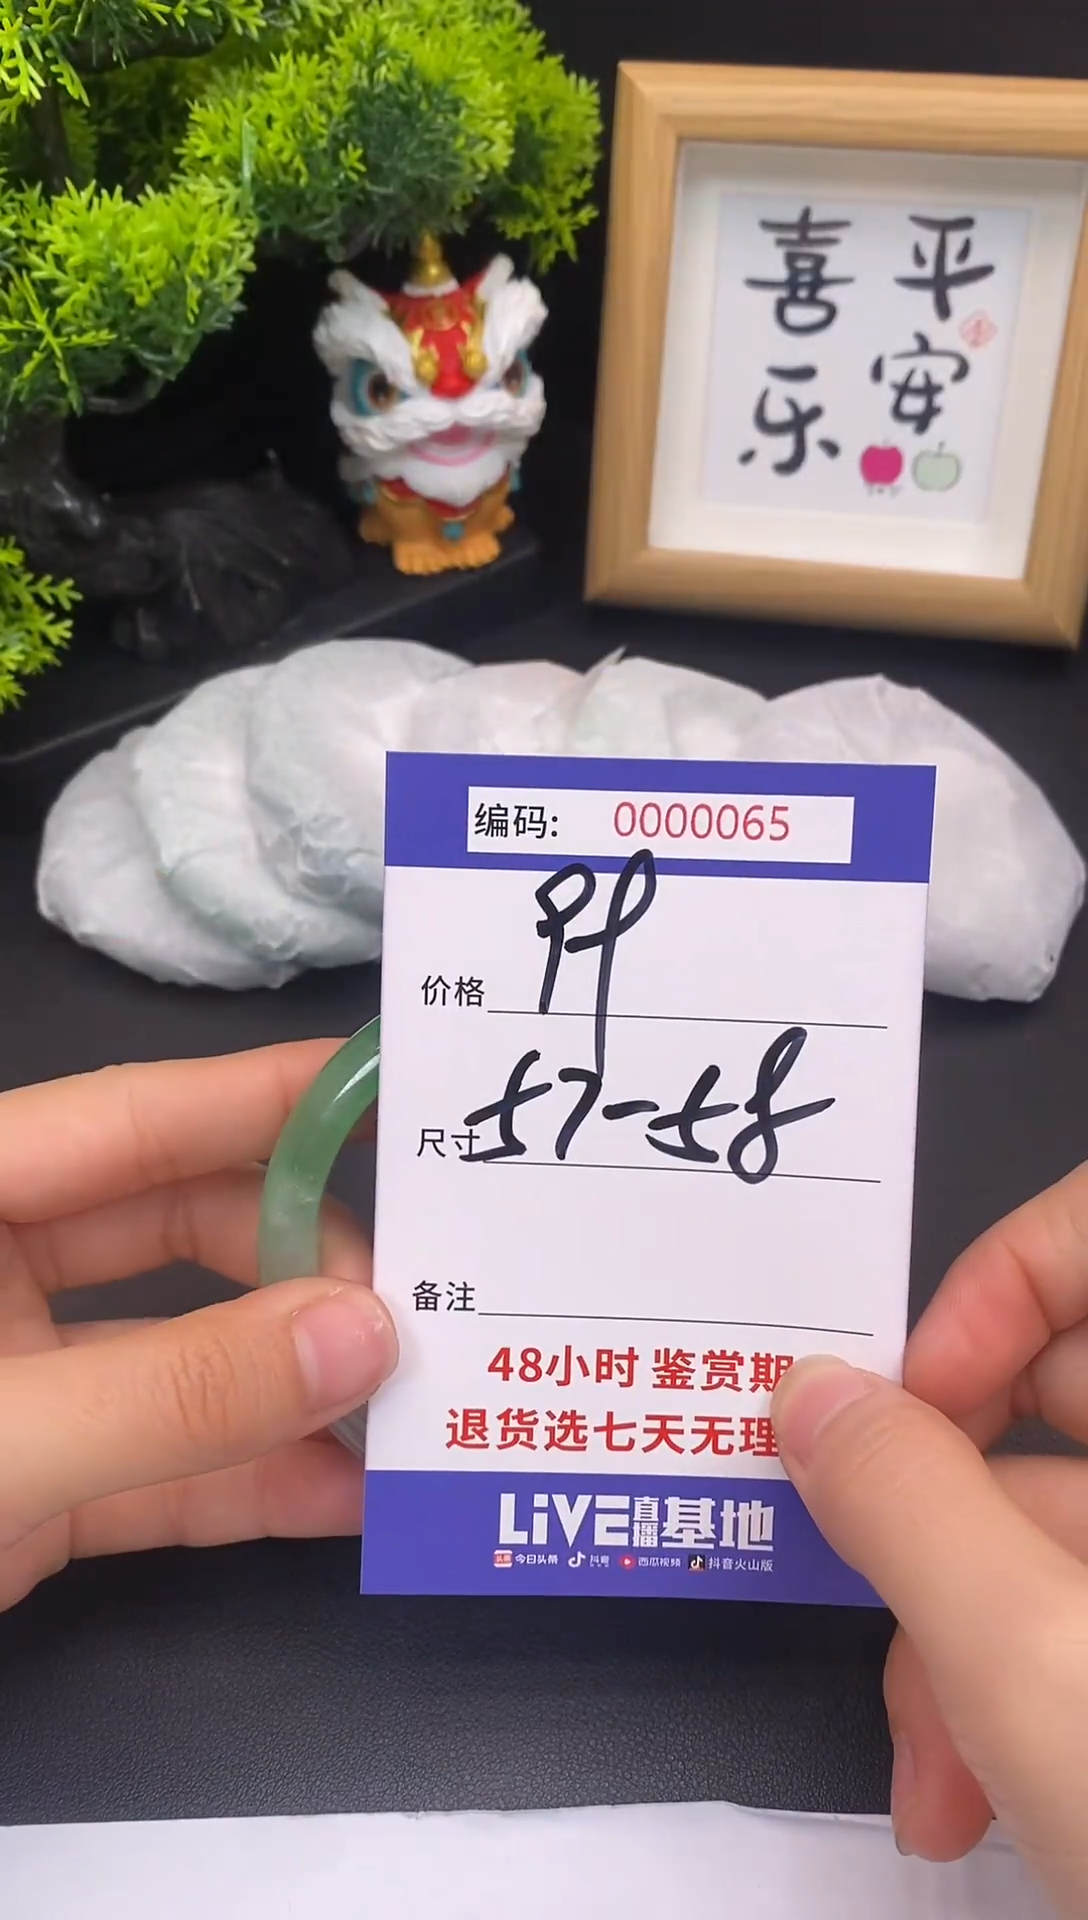 平安
喜乐
编码: 0000065
价格
尺寸 57-58
备注
48小时 鉴赏期
退货选七天无理
LiVE直播基地
今日头条 抖音 西瓜视频 抖音火山版